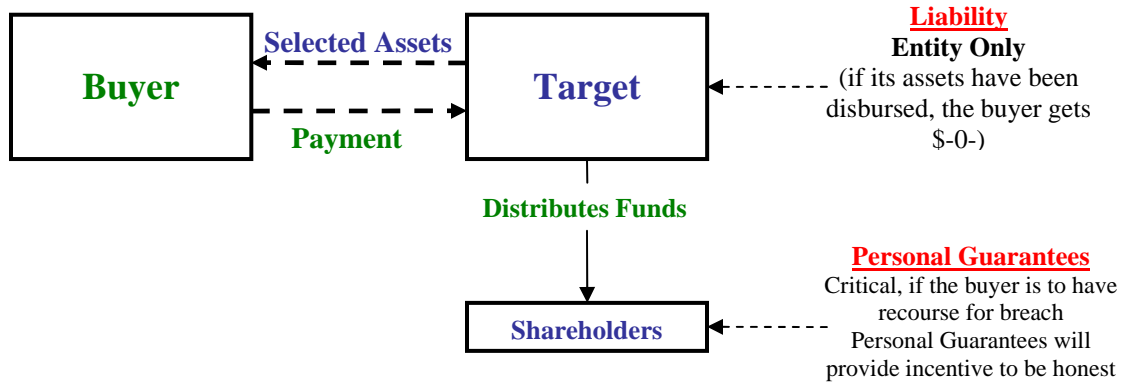 Selected Assets
Buyer
Target
Payment
Liability
Entity Only
(if its assets have been
disbursed, the buyer gets
$-0-)
Distributes Funds
Shareholders
Personal Guarantees
Critical, if the buyer is to have
recourse for breach
Personal Guarantees will
provide incentive to be honest